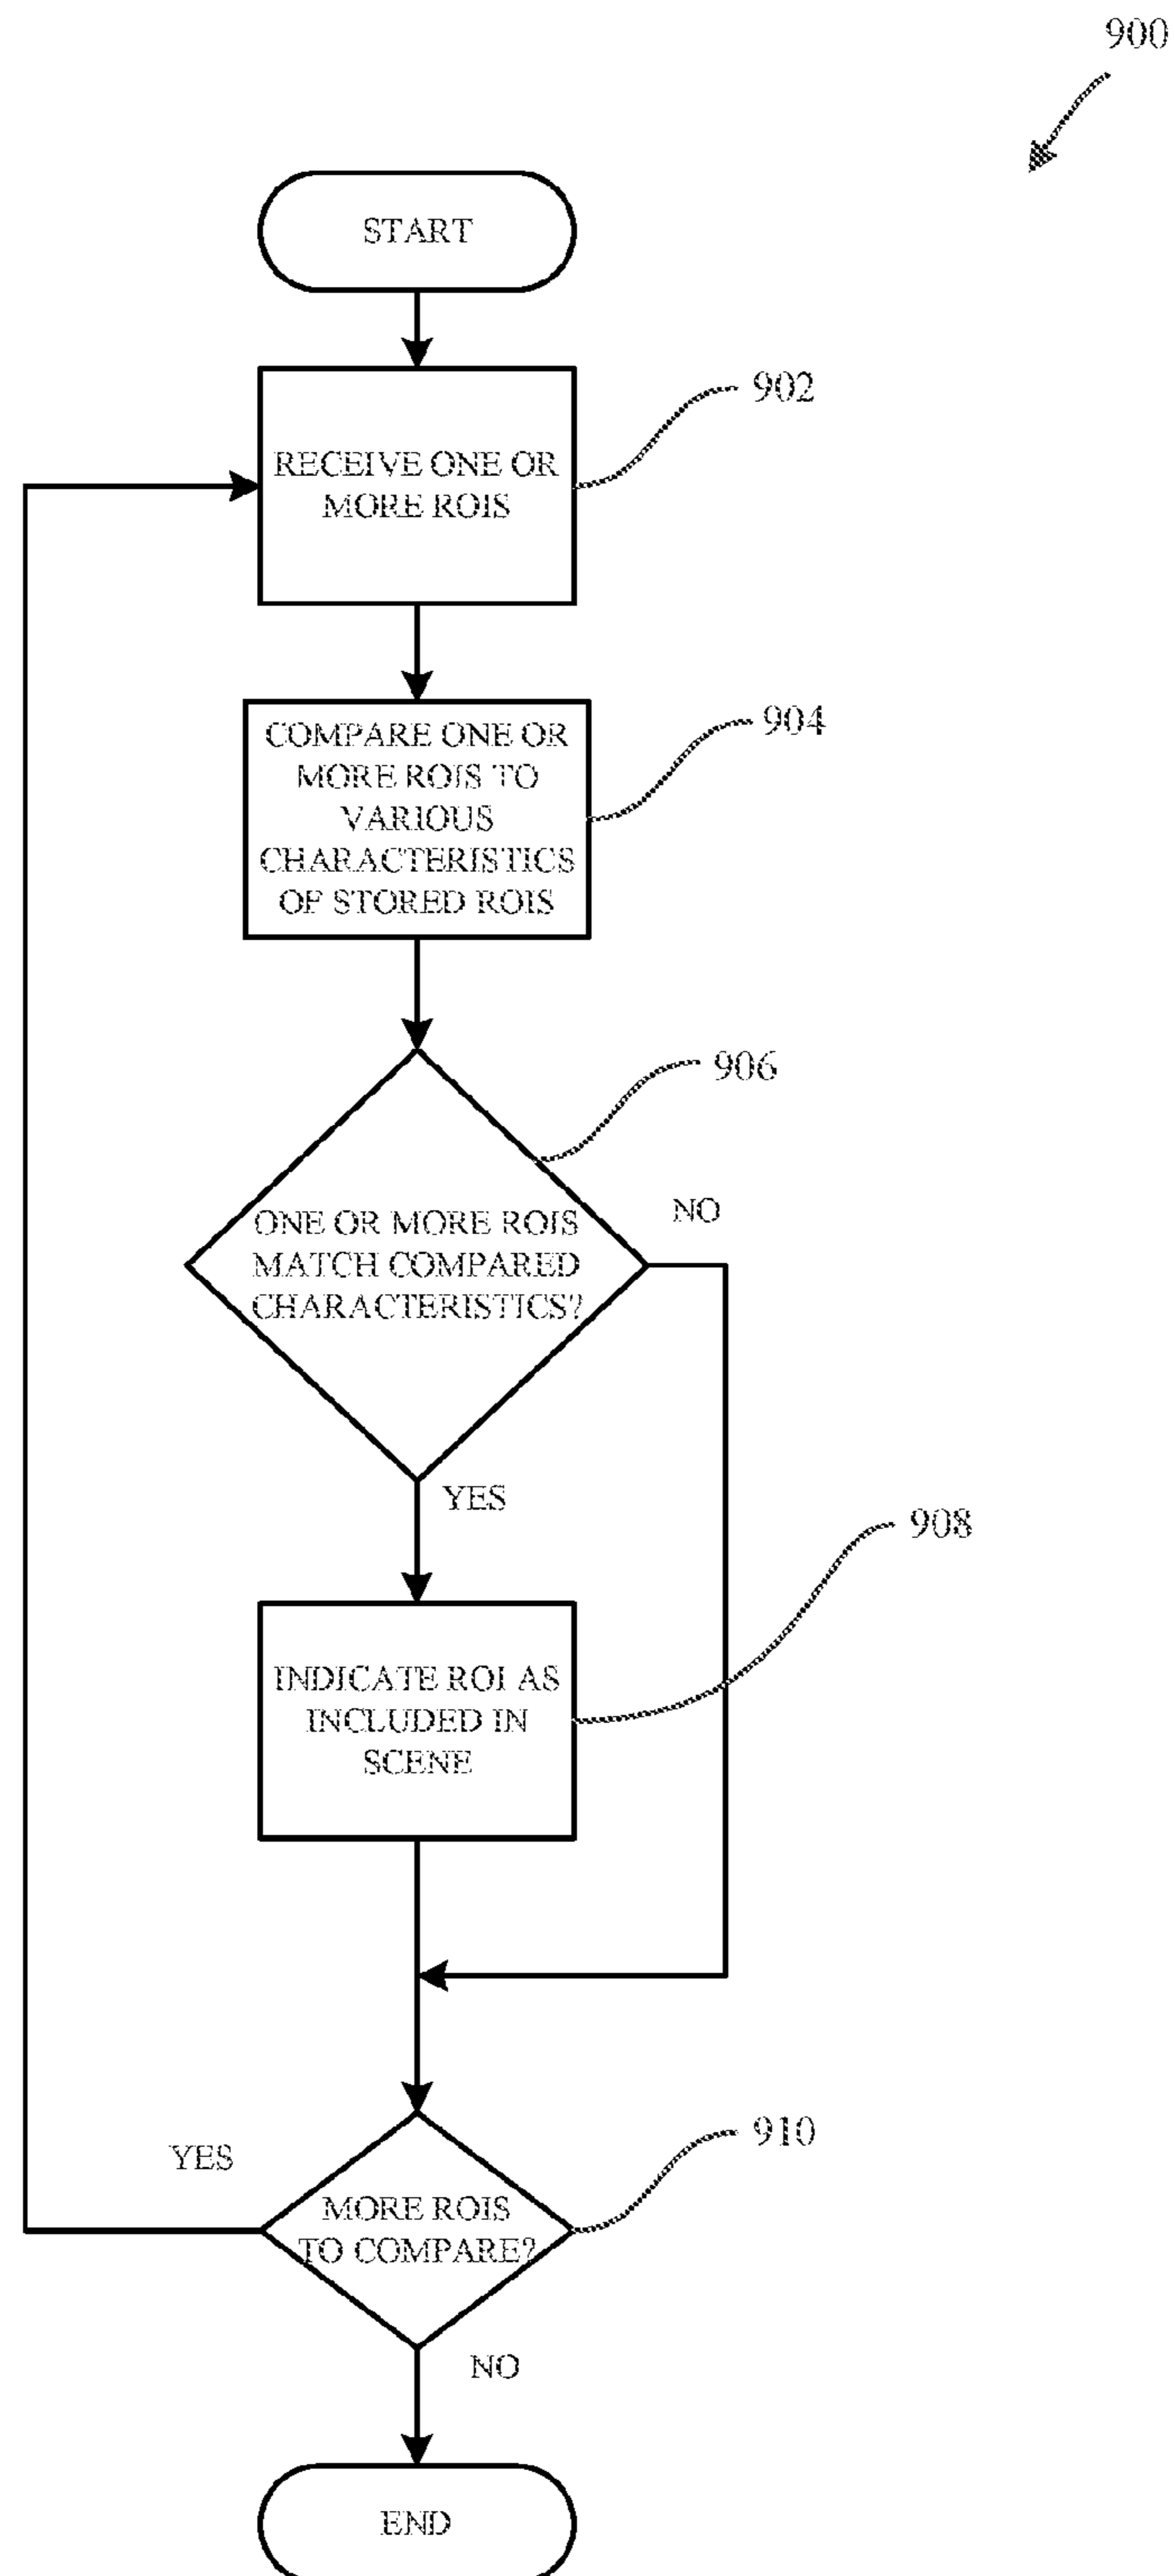 900
START
902
RECEIVE ONE OR
MORE ROIS
904
COMPARE ONE OR
MORE ROIS TO
VARIOUS
CHARACTERISTICS
OF STORED ROIS
906
NO
ONE OR MORE ROIS
MATCH COMPARED
CHARACTERISTICS?
YES
908
INDICATE ROI AS
INCLUDED IN
SCENE
910
YES
MORE ROIS
TO COMPARE?
NO
END